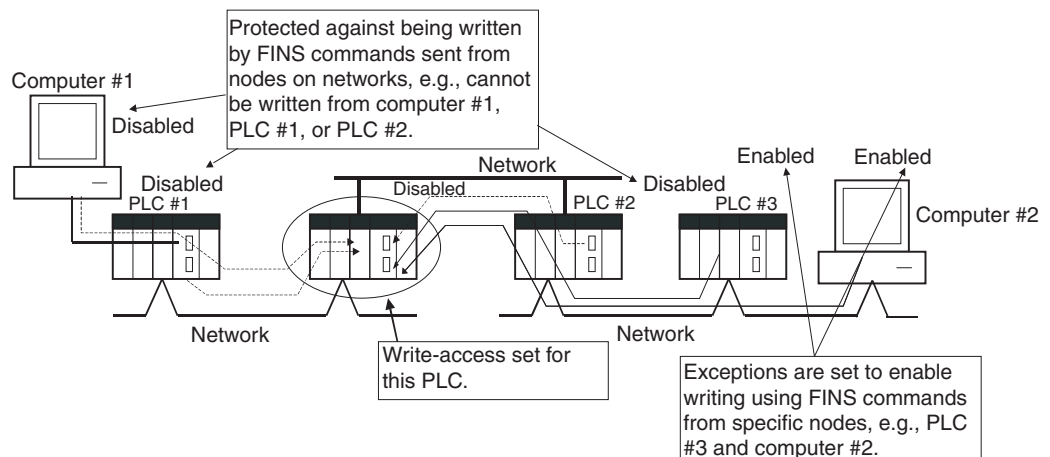 Protected against being written
by FINS commands sent from
nodes on networks, e.g., cannot
be written from computer #1,
PLC #1, or PLC #2.
Computer #1
Disabled
Network
Enabled
Enabled
Disabled
Disabled
Disabled
PLC #1
PLC #2
PLC #3
Computer #2
Network
Network
Write-access set for
this PLC.
Exceptions are set to enable
writing using FINS commands
from specific nodes, e.g., PLC
#3 and computer #2.